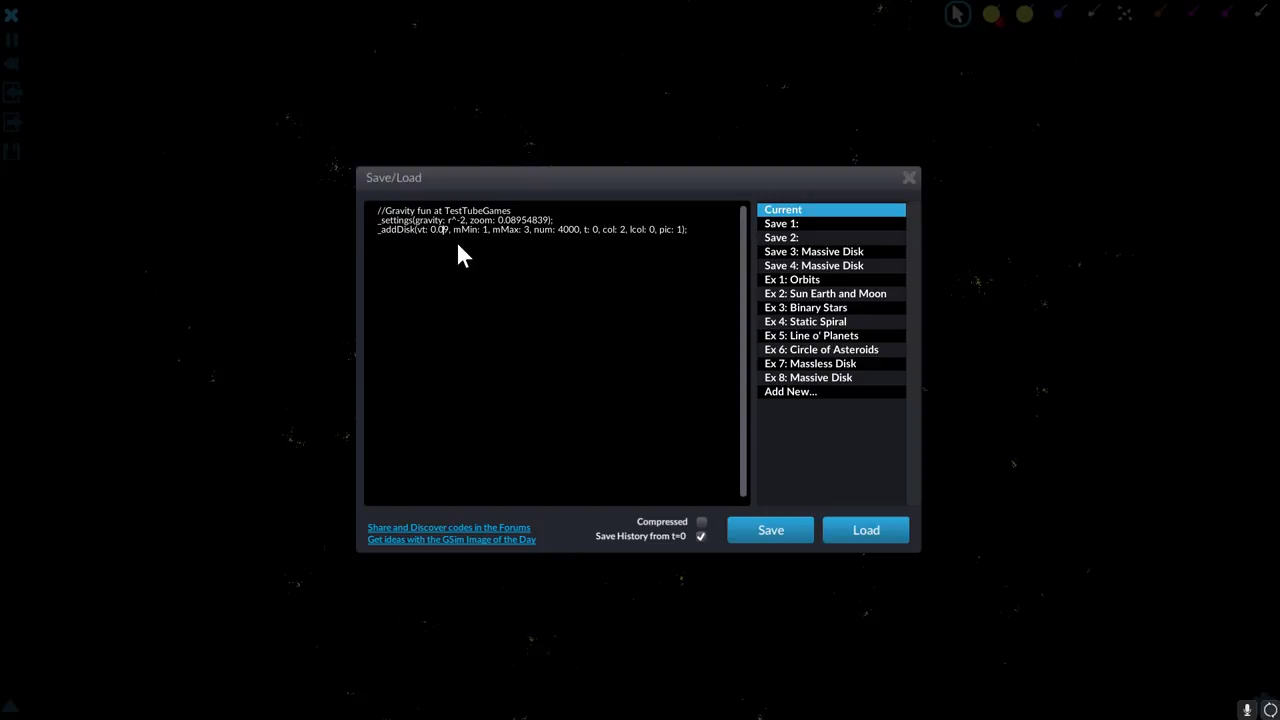 Save/Load
//Gravity fun at TestTubeGames
_settings(gravity: r^-2, zoom: 0.08954839);
_addDisk(vt: 0.09, mMin: 1, mMax: 3, num: 4000, t: 0, col: 2, lcol: 0, pic: 1);
Current
Save 1:
Save 2:
Save 3: Massive Disk
Save 4: Massive Disk
Ex 1: Orbits
Ex 2: Sun Earth and Moon
Ex 3: Binary Stars
Ex 4: Static Spiral
Ex 5: Line o' Planets
Ex 6: Circle of Asteroids
Ex 7: Massless Disk
Ex 8: Massive Disk
Add New...
Share and Discover codes in the Forums
Get ideas with the GSim Image of the Day
Compressed
Save History from t=0
Save
Load